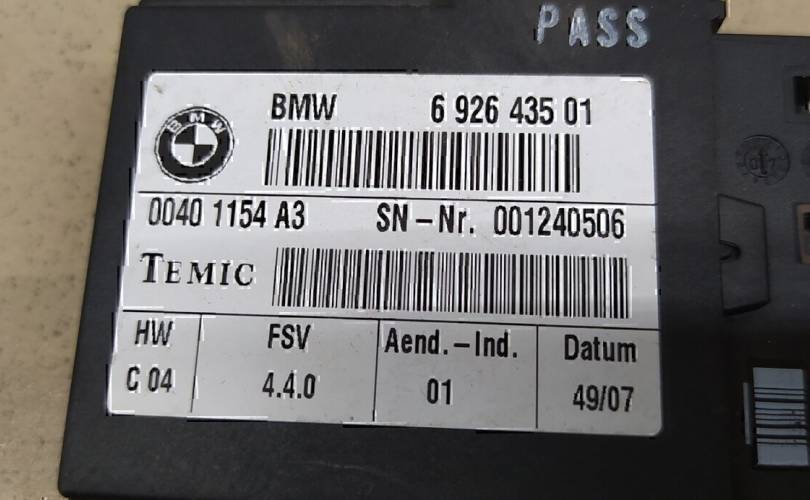 PASS
BMW 6 926 435 01
BMW
0040 1154 A3 SN-Nr. 001240506
TEMIC
HW FSV Aend.-Ind. Datum
C 04 4.4.0 01 49/07